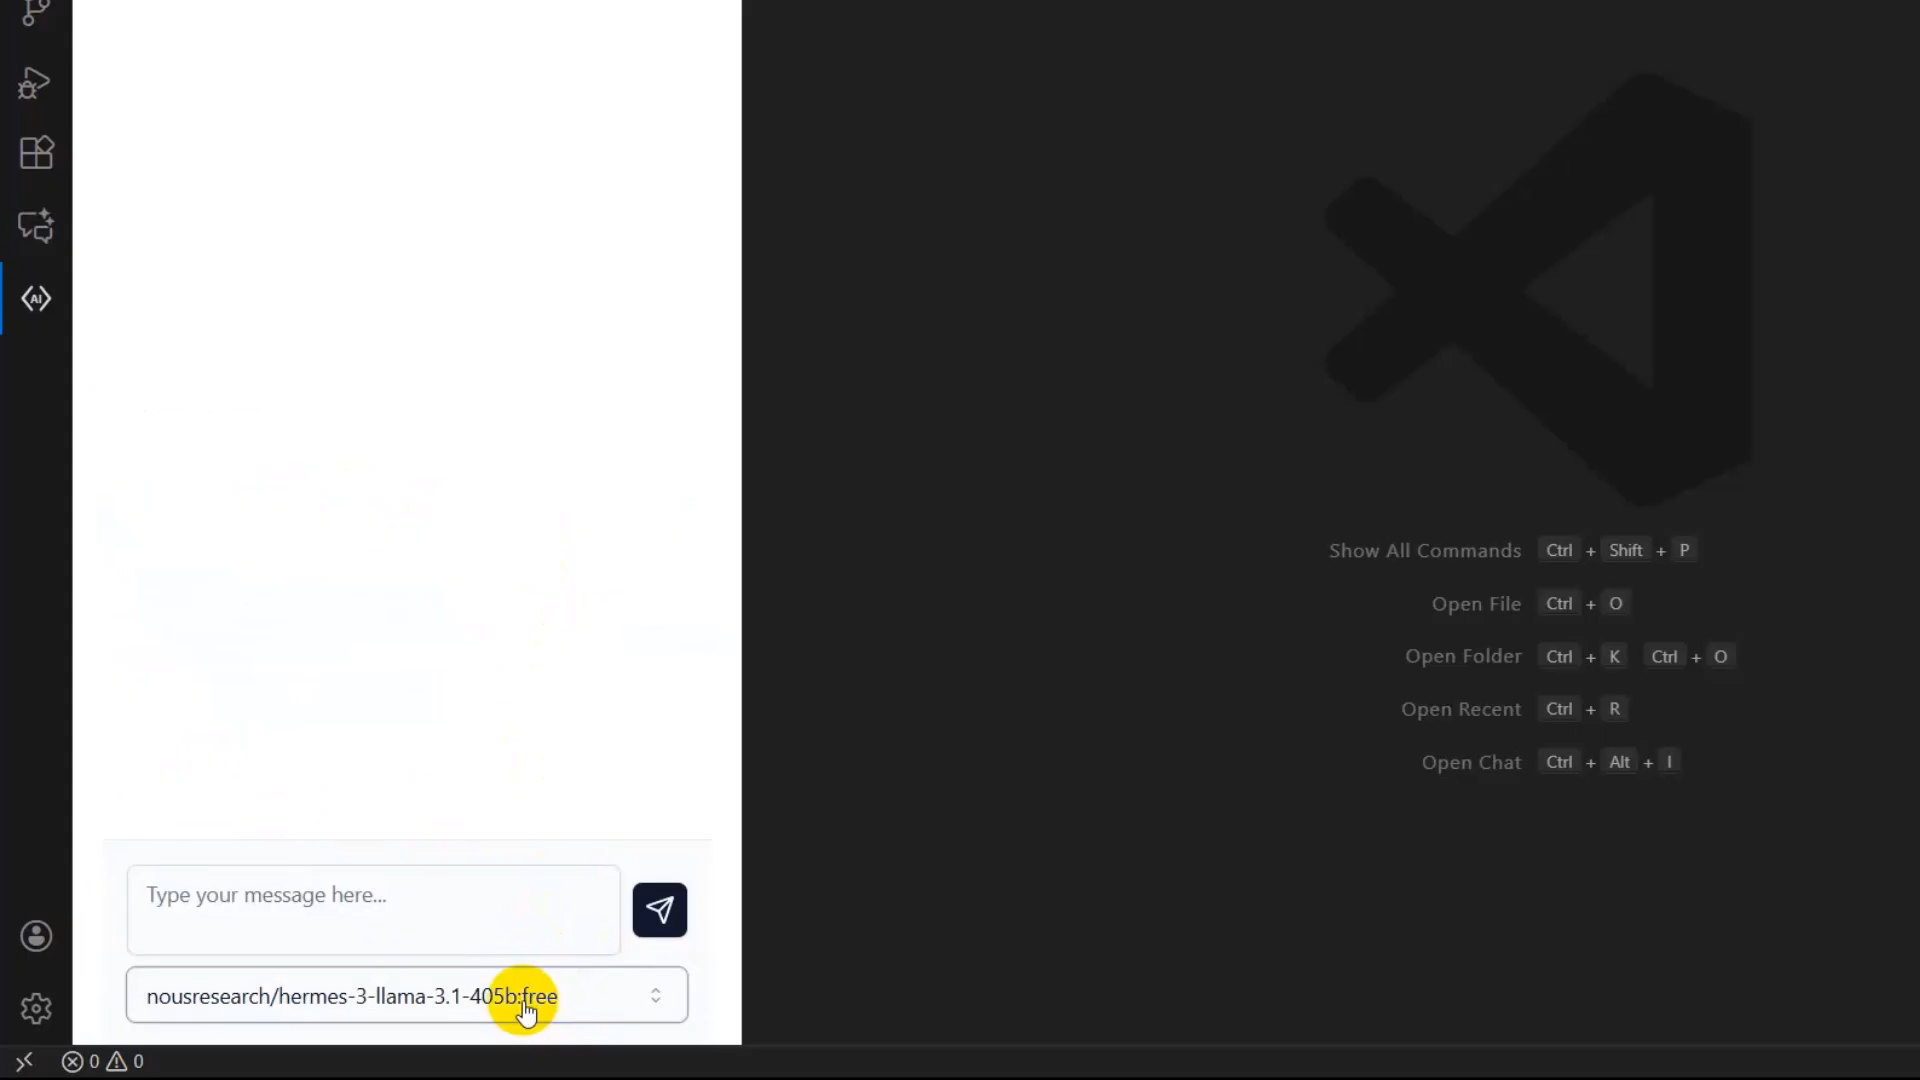 AI
Show All Commands Ctrl + Shift + P
Open File Ctrl + O
Open Folder Ctrl + K Ctrl + O
Open Recent Ctrl + R
Open Chat Ctrl + Alt + I
Type your message here...
nousresearch/hermes-3-llama-3.1-405b:free
0 0